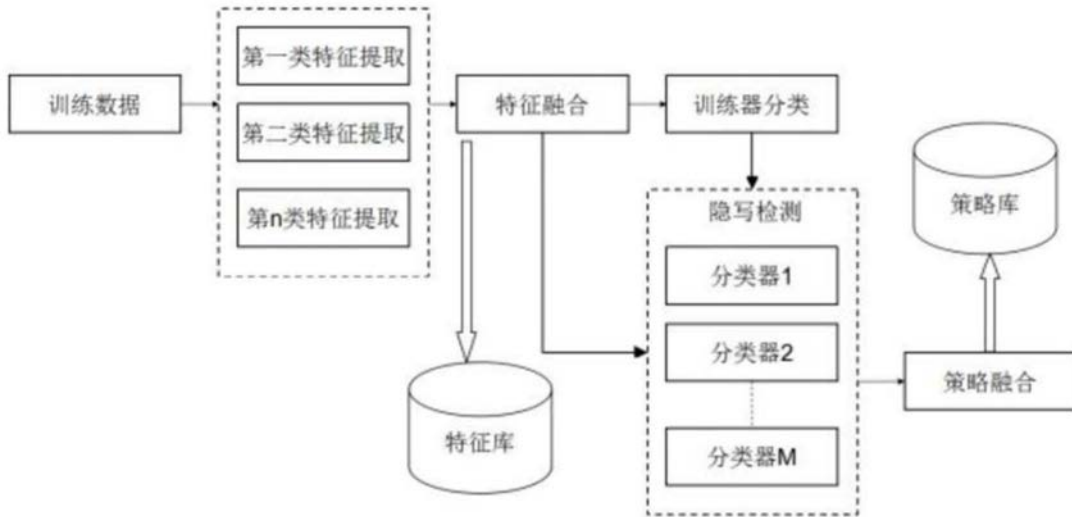 第一类特征提取
训练数据
第二类特征提取
第n类特征提取
特征融合
训练器分类
隐写检测
分类器1
分类器2
分类器M
特征库
策略库
策略融合